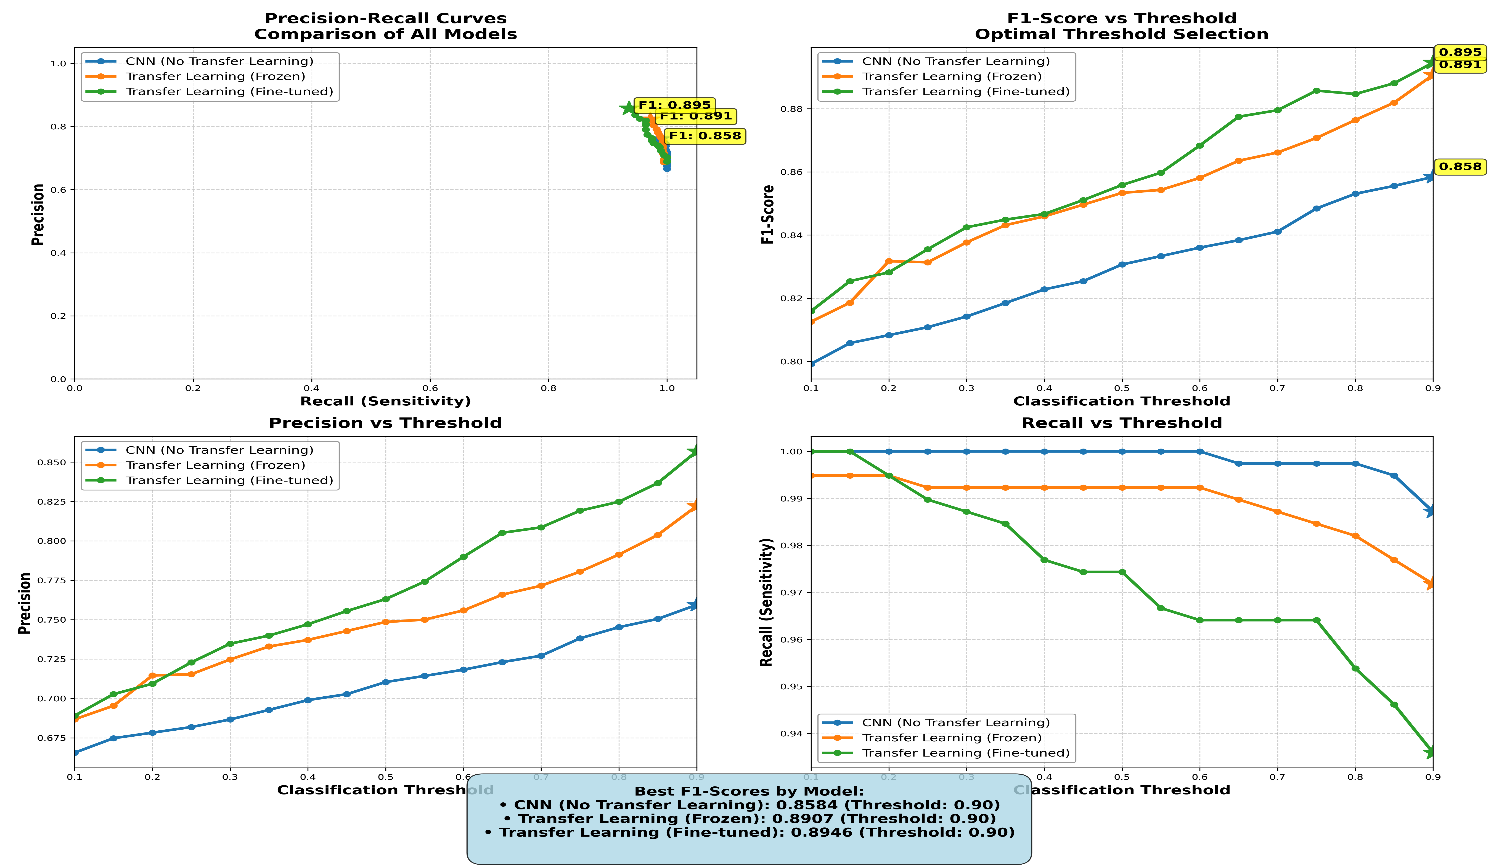 Precision-Recall Curves
Comparison of All Models
CNN (No Transfer Learning)
Transfer Learning (Frozen)
Transfer Learning (Fine-tuned)
F1: 0.895
F1: 0.891
F1: 0.858
1.0
0.8
0.6
0.4
0.2
0.0
Precision
0.0 0.2 0.4 0.6 0.8 1.0
Recall (Sensitivity)
F1-Score vs Threshold
Optimal Threshold Selection
CNN (No Transfer Learning)
Transfer Learning (Frozen)
Transfer Learning (Fine-tuned)
0.895
0.891
0.858
0.88
0.86
0.84
0.82
0.80
F1-Score
0.1 0.2 0.3 0.4 0.5 0.6 0.7 0.8 0.9
Classification Threshold
Precision vs Threshold
CNN (No Transfer Learning)
Transfer Learning (Frozen)
Transfer Learning (Fine-tuned)
0.850
0.825
0.800
0.775
0.750
0.725
0.700
0.675
Precision
0.1 0.2 0.3 0.4 0.5 0.6 0.7 0.8 0.9
Classification Threshold
Recall vs Threshold
1.00
0.99
0.98
0.97
0.96
0.95
0.94
Recall (Sensitivity)
CNN (No Transfer Learning)
Transfer Learning (Frozen)
Transfer Learning (Fine-tuned)
0.1 0.2 0.3 0.4 0.5 0.6 0.7 0.8 0.9
Classification Threshold
Best F1-Scores by Model:
• CNN (No Transfer Learning): 0.8584 (Threshold: 0.90)
• Transfer Learning (Frozen): 0.8907 (Threshold: 0.90)
• Transfer Learning (Fine-tuned): 0.8946 (Threshold: 0.90)